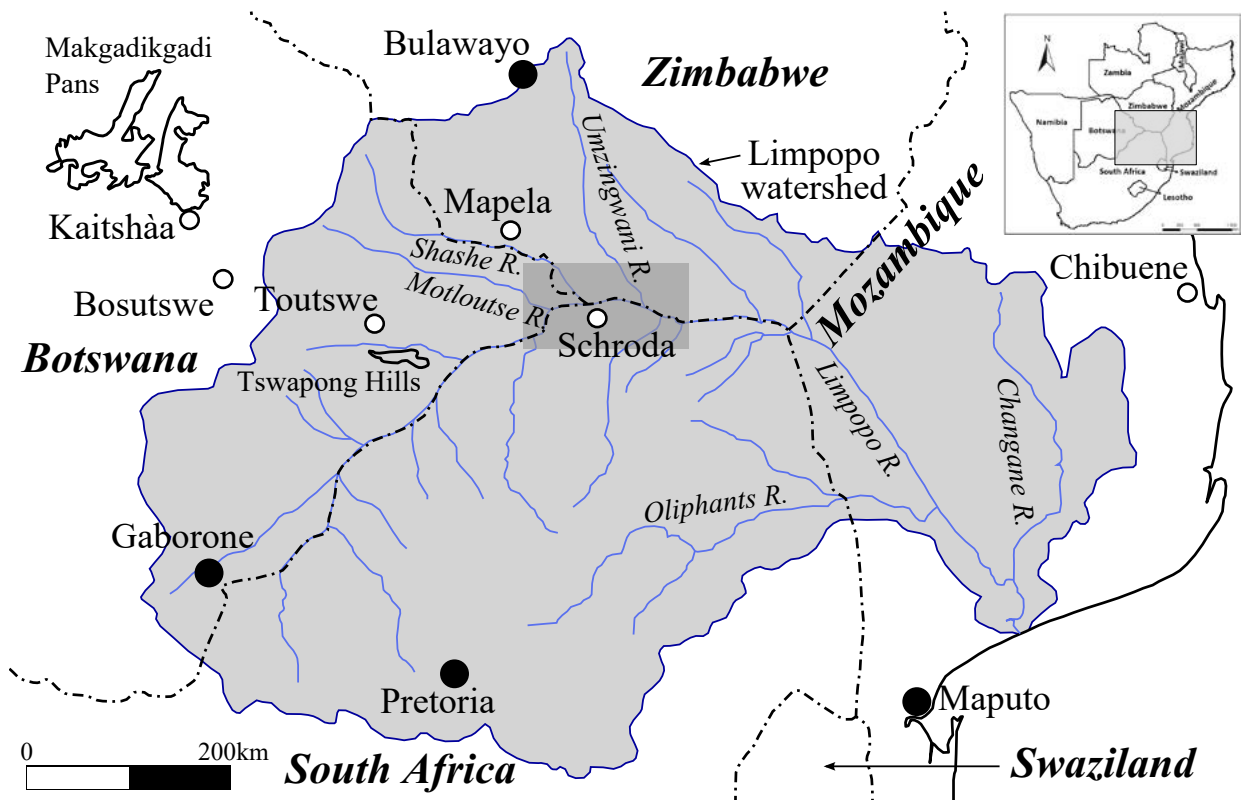 Makgadikgadi
Pans
Bulawayo
Zimbabwe
N
Zambia
Zimbabwe
Mozambique
Namibia
Botswana
South Africa
Swaziland
Lesotho
Umzingwani R.
Limpopo
watershed
Kaitshàa
Mapela
Mozambique
Chibuene
Shashe R.
Bosutswe
Toutswe
Motloutse R.
Schroda
Botswana
Tswapong Hills
Limpopo R.
Changane R.
Oliphants R.
Gaborone
Pretoria
Maputo
0 200km
South Africa
Swaziland